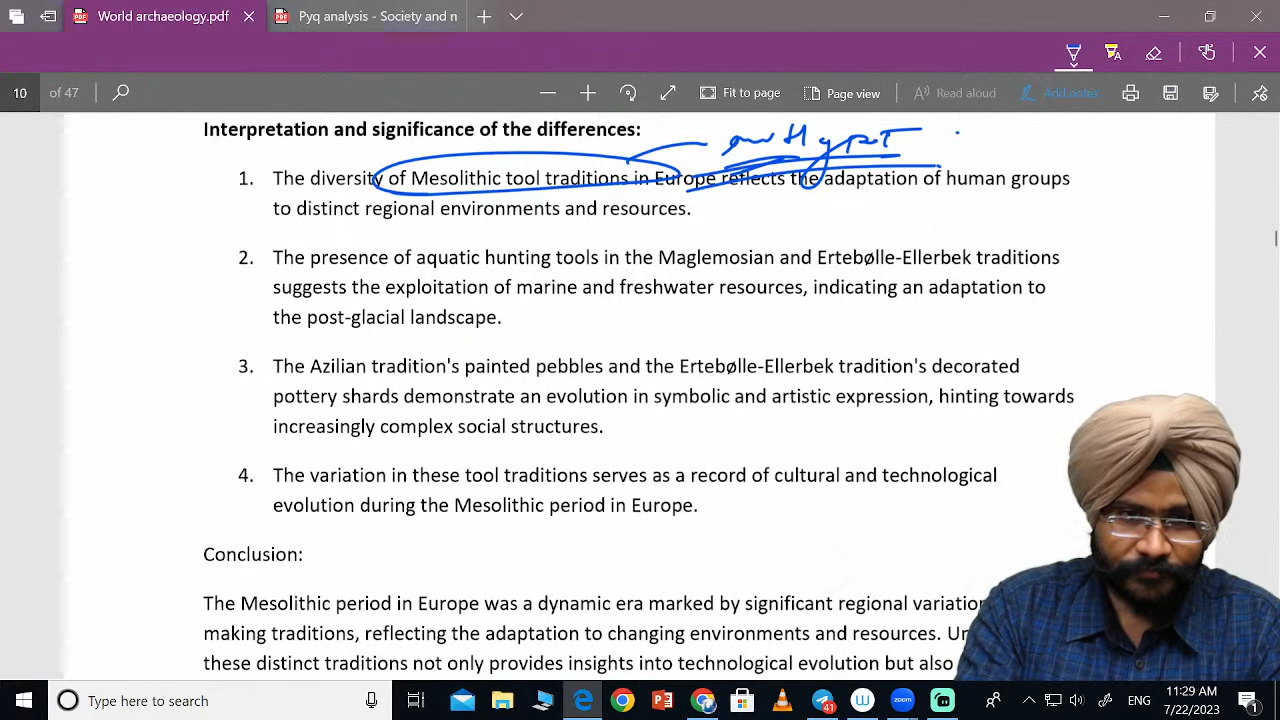 World archaeology.pdf
Pyq analysis - Society and
10 of 47 Fit to page Page view Read aloud Add notes
Interpretation and significance of the differences:
1. The diversity of Mesolithic tool traditions in Europe reflects the adaptation of human groups
to distinct regional environments and resources.
2. The presence of aquatic hunting tools in the Maglemosian and Ertebølle-Ellerbek traditions
suggests the exploitation of marine and freshwater resources, indicating an adaptation to
the post-glacial landscape.
3. The Azilian tradition's painted pebbles and the Ertebølle-Ellerbek tradition's decorated
pottery shards demonstrate an evolution in symbolic and artistic expression, hinting towards
increasingly complex social structures.
4. The variation in these tool traditions serves as a record of cultural and technological
evolution during the Mesolithic period in Europe.
Conclusion:
The Mesolithic period in Europe was a dynamic era marked by significant regional
making traditions, reflecting the adaptation to changing environments and resources.
these distinct traditions not only provides insights into technological evolution but also
Type here to search
41
11:29 AM
7/22/2023